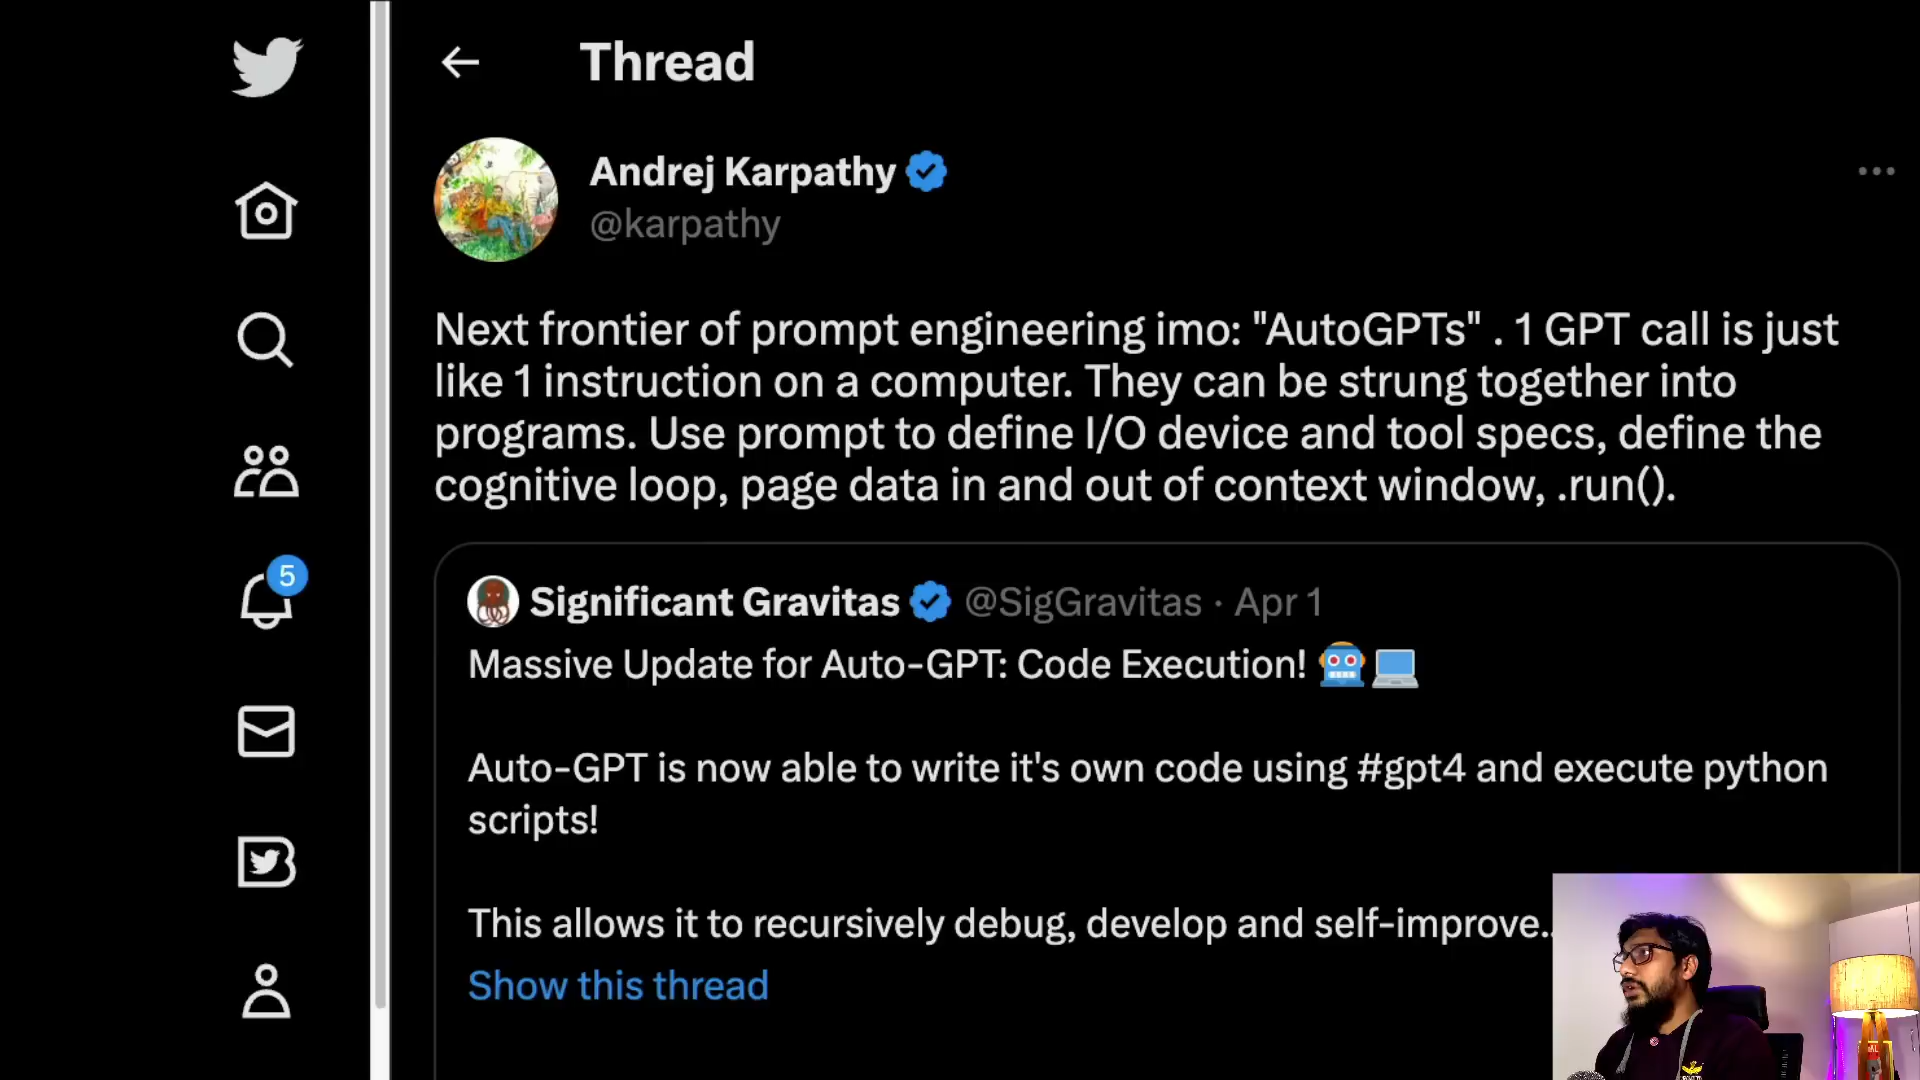 Thread
Andrej Karpathy
@karpathy
Next frontier of prompt engineering imo: "AutoGPTs" . 1 GPT call is just
like 1 instruction on a computer. They can be strung together into
programs. Use prompt to define I/O device and tool specs, define the
cognitive loop, page data in and out of context window, .run().
5
Significant Gravitas @SigGravitas · Apr 1
Massive Update for Auto-GPT: Code Execution! 🤖💻
Auto-GPT is now able to write it's own code using #gpt4 and execute python
scripts!
This allows it to recursively debug, develop and self-improve..
Show this thread